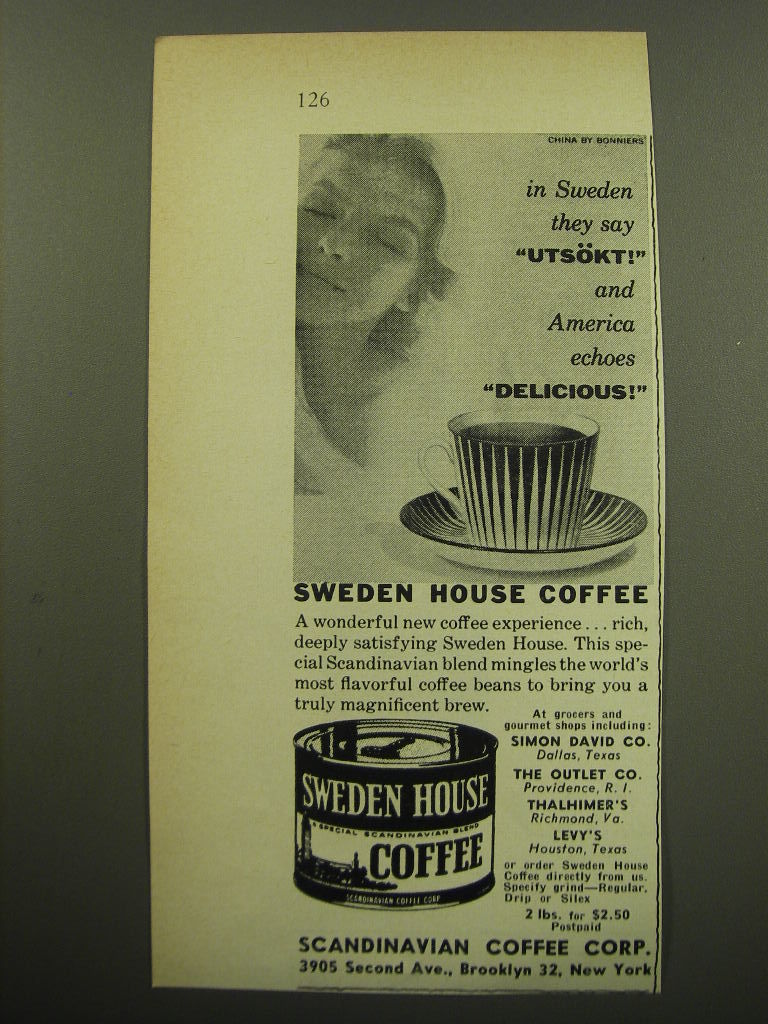 126
CHINA BY BONNIERS
in Sweden
they say
“UTSÖKT!”
and
America
echoes
“DELICIOUS!”
SWEDEN HOUSE COFFEE
A wonderful new coffee experience . . . rich,
deeply satisfying Sweden House. This spe-
cial Scandinavian blend mingles the world's
most flavorful coffee beans to bring you a
truly magnificent brew.
SWEDEN HOUSE
A SPECIAL SCANDINAVIAN BLEND
COFFEE
SCANDINAVIAN COFFEE CORP
At grocers and
gourmet shops including:
SIMON DAVID CO.
Dallas, Texas
THE OUTLET CO.
Providence, R. I.
THALHIMER'S
Richmond, Va.
LEVY'S
Houston, Texas
or order Sweden House
Coffee directly from us.
Specify grind—Regular,
Drip or Silex
2 lbs. for $2.50
Postpaid
SCANDINAVIAN COFFEE CORP.
3905 Second Ave., Brooklyn 32, New York